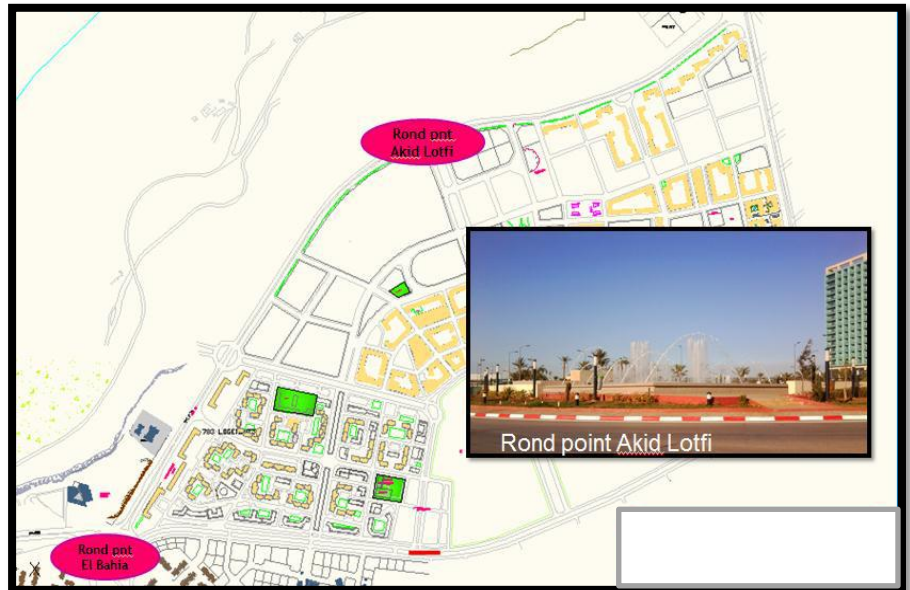 Rond pnt
Akid Lotfi
Rond point Akid Lotfi
Rond pnt
El Bahia